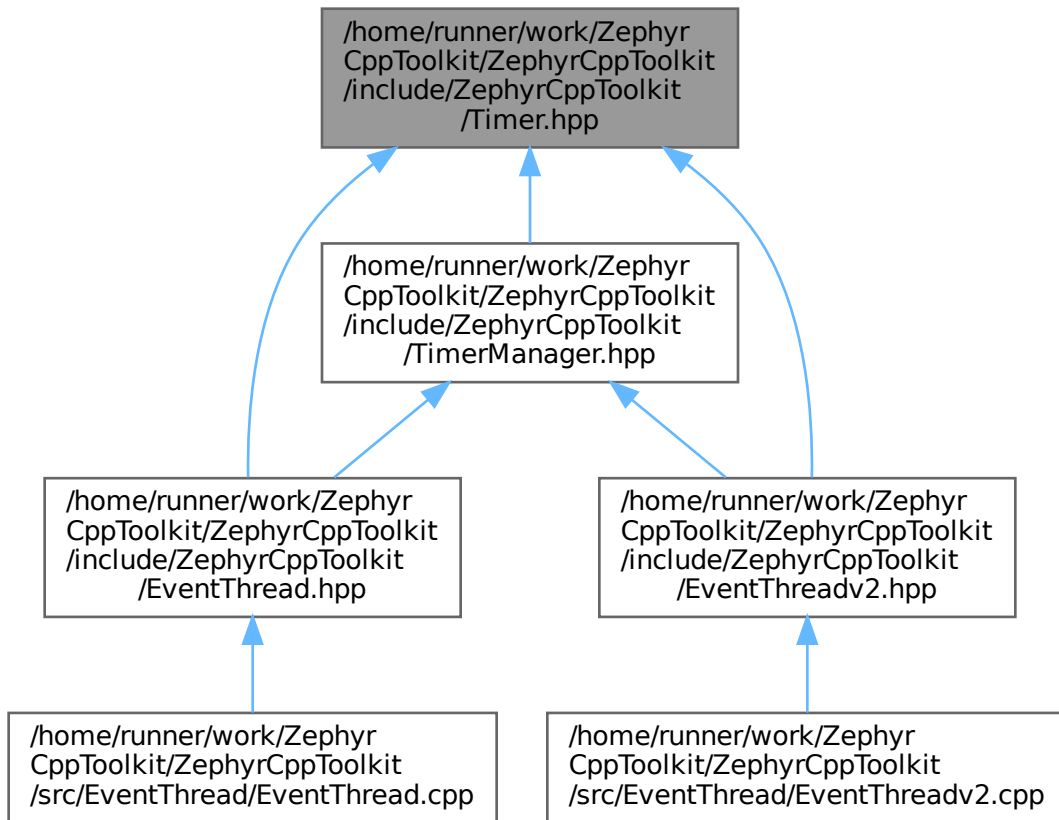 /home/runner/work/Zephyr
CppToolkit/ZephyrCppToolkit
/include/ZephyrCppToolkit
/Timer.hpp
/home/runner/work/Zephyr
CppToolkit/ZephyrCppToolkit
/include/ZephyrCppToolkit
/TimerManager.hpp
/home/runner/work/Zephyr
CppToolkit/ZephyrCppToolkit
/include/ZephyrCppToolkit
/EventThread.hpp
/home/runner/work/Zephyr
CppToolkit/ZephyrCppToolkit
/include/ZephyrCppToolkit
/EventThreadv2.hpp
/home/runner/work/Zephyr
CppToolkit/ZephyrCppToolkit
/src/EventThread/EventThread.cpp
/home/runner/work/Zephyr
CppToolkit/ZephyrCppToolkit
/src/EventThread/EventThreadv2.cpp